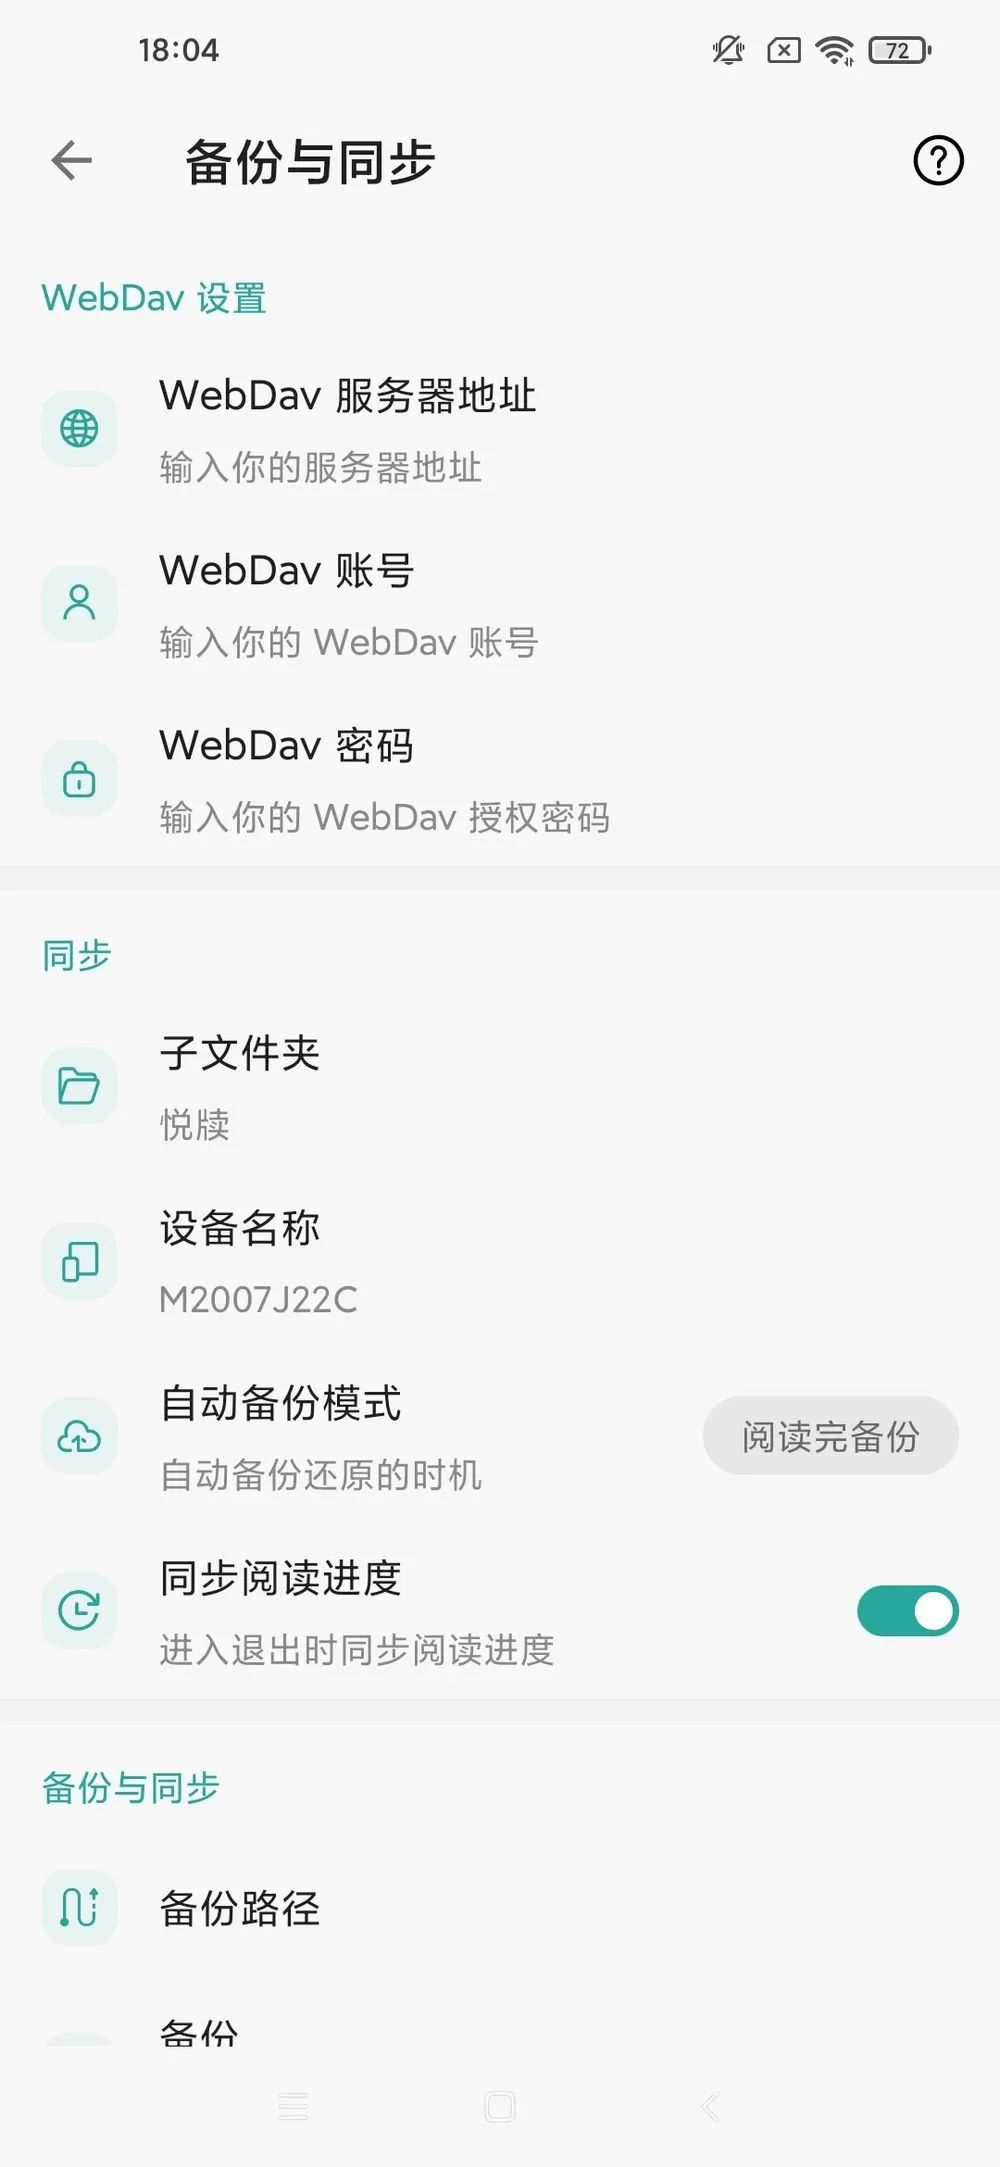 18:04
72
备份与同步
WebDav 设置
WebDav 服务器地址
输入你的服务器地址
WebDav 账号
输入你的 WebDav 账号
WebDav 密码
输入你的 WebDav 授权密码
同步
子文件夹
悦牍
设备名称
M2007J22C
自动备份模式
阅读完备份
自动备份还原的时机
同步阅读进度
进入退出时同步阅读进度
备份与同步
备份路径
备份